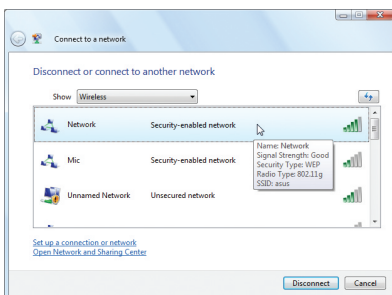 Connect to a network
Disconnect or connect to another network
Show Wireless
Network Security-enabled network
Name: Network
Signal Strength: Good
Security Type: WEP
Radio Type: 802.11g
SSID: asus
Mic Security-enabled network
Unnamed Network Unsecured network
Set up a connection or network
Open Network and Sharing Center
Disconnect Cancel